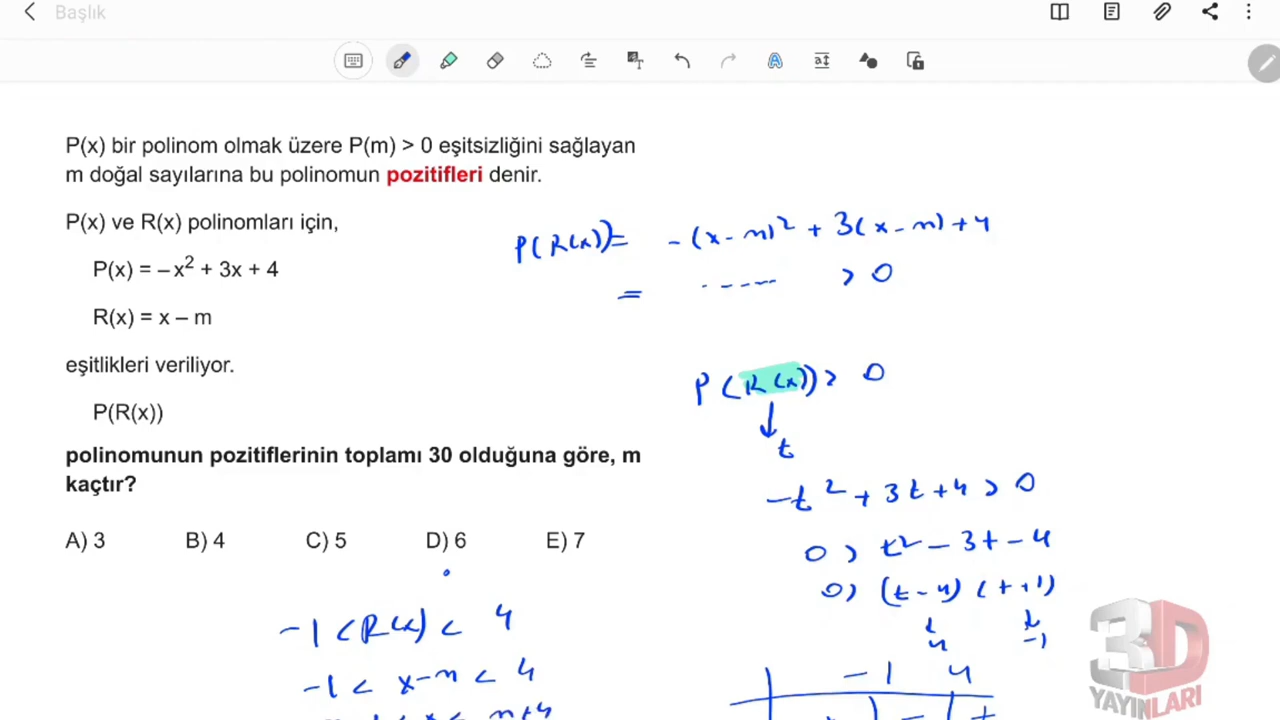 Başlık
P(x) bir polinom olmak üzere P(m) > 0 eşitsizliğini sağlayan
m doğal sayılarına bu polinomun pozitifleri denir.
P(x) ve R(x) polinomları için,
P(x) = – x² + 3x + 4
R(x) = x – m
eşitlikleri veriliyor.
P(R(x))
polinomunun pozitiflerinin toplamı 30 olduğuna göre, m
kaçtır?
A) 3 B) 4 C) 5 D) 6 E) 7
P(R(x)) = -(x-m)² + 3(x-m) + 4
= ...... > 0
P(R(x)) > 0
t
-t² + 3t + 4 > 0
0 > t² - 3t - 4
0 > (t-4) (t+1)
4 -1
-1 < R(x) < 4
-1 < x-m < 4
-1 4
3D
YAYINLARI